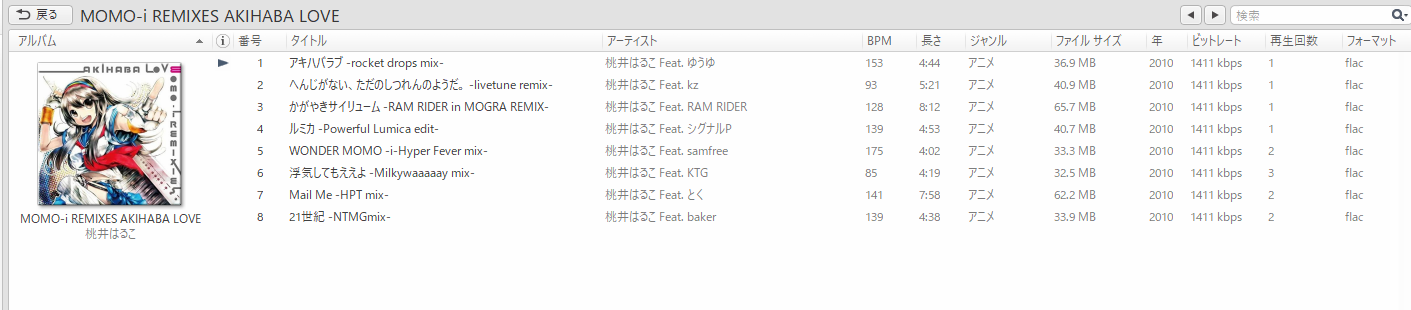 戻る MOMO-i REMIXES AKIHABA LOVE 検索
アルバム 番号 タイトル アーティスト BPM 長さ ジャンル ファイル サイズ 年 ビットレート 再生回数 フォーマット
1 アキハバラブ -rocket drops mix- 桃井はるこ Feat. ゆうゆ 153 4:44 アニメ 36.9 MB 2010 1411 kbps 1 flac
2 へんじがない、ただのしつれんのようだ。 -livetune remix- 桃井はるこ Feat. kz 93 5:21 アニメ 40.9 MB 2010 1411 kbps 1 flac
3 かがやきサイリューム -RAM RIDER in MOGRA REMIX- 桃井はるこ Feat. RAM RIDER 128 8:12 アニメ 65.7 MB 2010 1411 kbps 1 flac
4 ルミカ -Powerful Lumica edit- 桃井はるこ Feat. シグナルP 139 4:53 アニメ 40.7 MB 2010 1411 kbps 1 flac
5 WONDER MOMO -i-Hyper Fever mix- 桃井はるこ Feat. samfree 175 4:02 アニメ 33.3 MB 2010 1411 kbps 2 flac
6 浮気してもええよ -Milkywaaaaay mix- 桃井はるこ Feat. KTG 85 4:19 アニメ 32.5 MB 2010 1411 kbps 3 flac
7 Mail Me -HPT mix- 桃井はるこ Feat. とく 141 7:58 アニメ 62.2 MB 2010 1411 kbps 2 flac
8 21世紀 -NTMGmix- 桃井はるこ Feat. baker 139 4:38 アニメ 33.9 MB 2010 1411 kbps 2 flac
AKIHABA LOVE
MOMO-i REMIXES
MOMO-i REMIXES AKIHABA LOVE
桃井はるこ